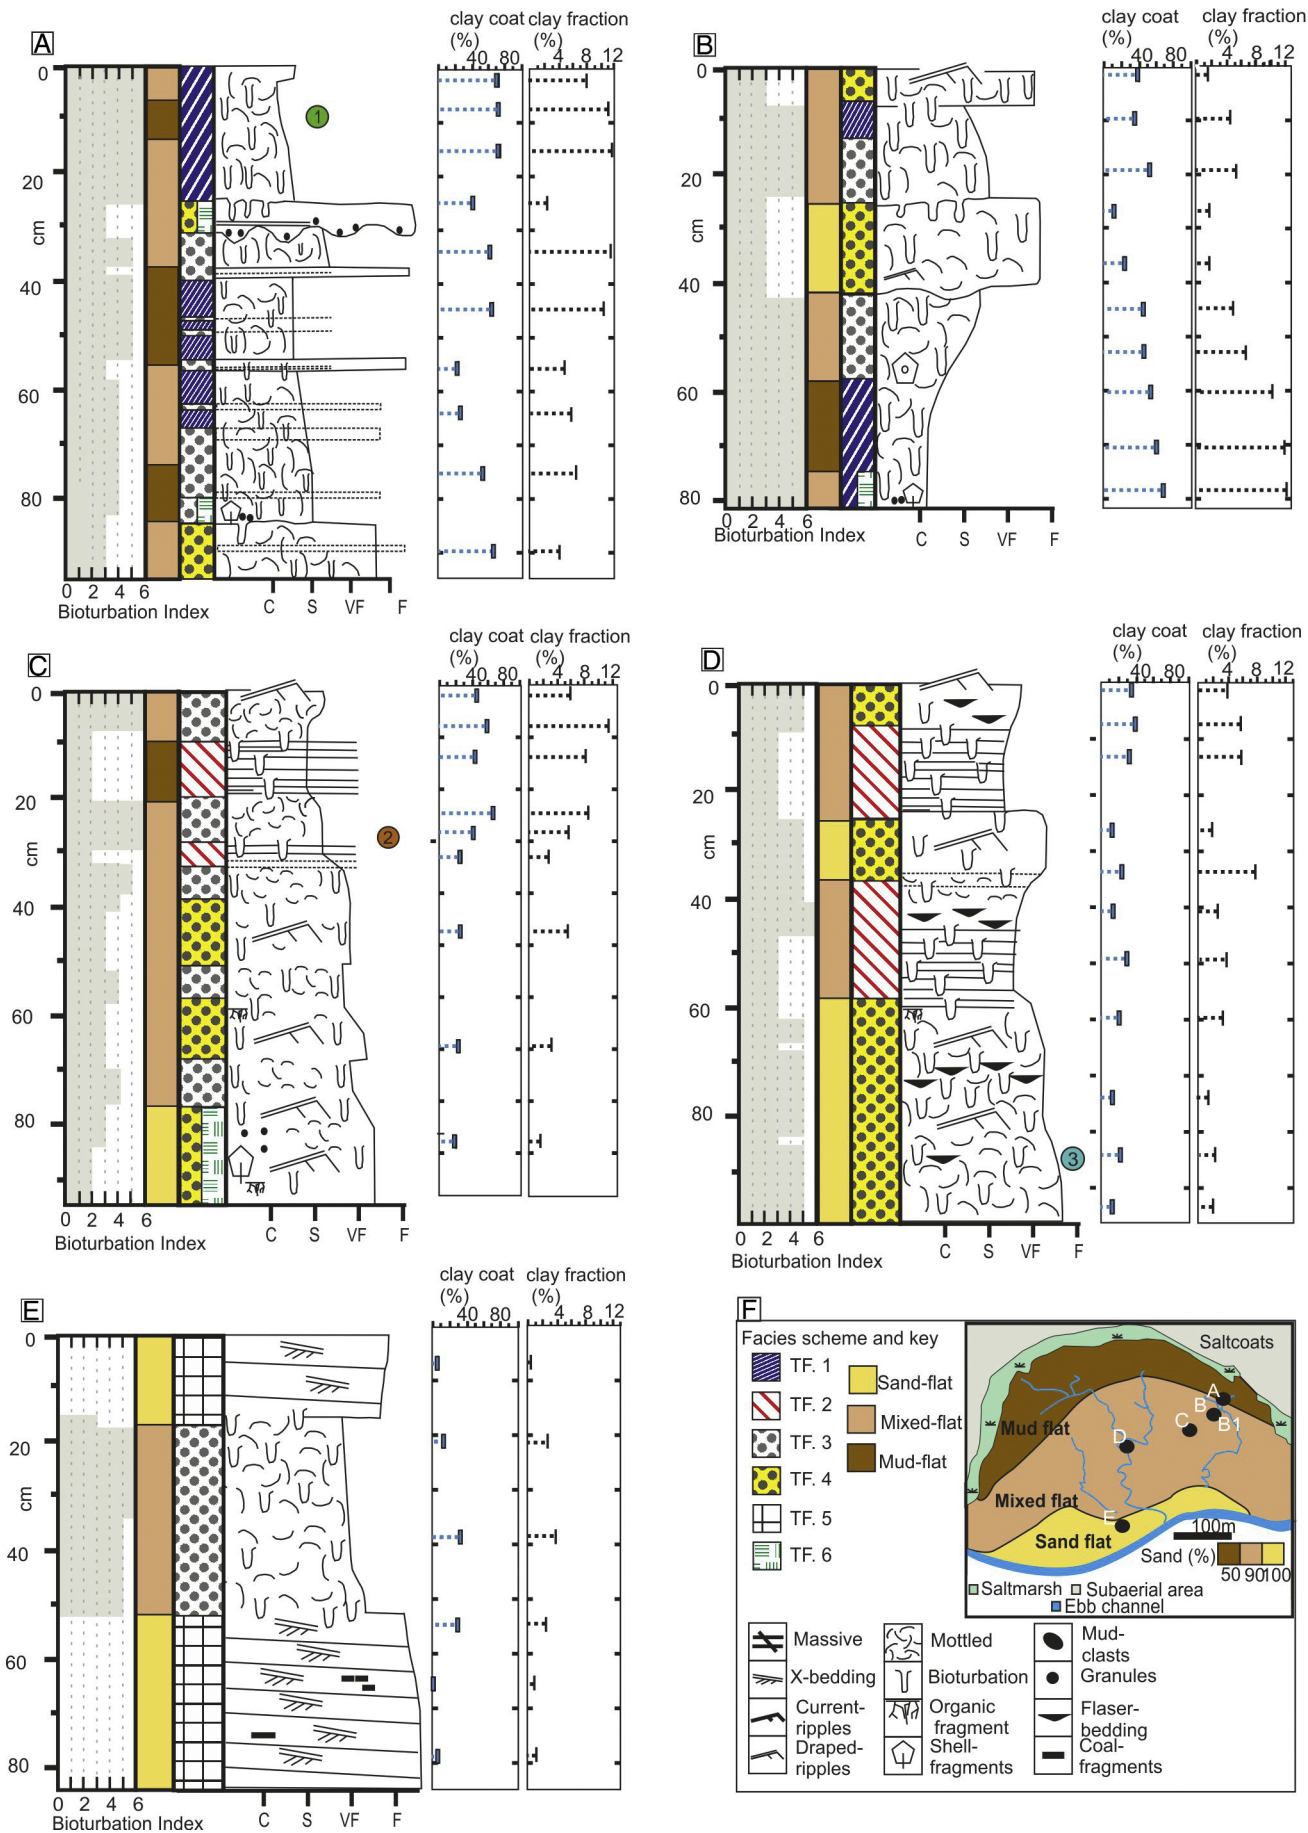 A
clay coat
(%)
40 80
clay fraction
(%)
4 8 12
0
20
cm
40
60
80
1
0 2 4 6
Bioturbation Index
C S VF F
B
clay coat
(%)
40 80
clay fraction
(%)
4 8 12
0
20
cm
40
60
80
0 2 4 6
Bioturbation Index
C S VF F
C
clay coat
(%)
40 80
clay fraction
(%)
4 8 12
0
20
cm
40
60
80
2
0 2 4 6
Bioturbation Index
C S VF F
D
clay coat
(%)
40 80
clay fraction
(%)
4 8 12
0
20
cm
40
60
80
3
0 2 4 6
Bioturbation Index
C S VF F
E
clay coat
(%)
40 80
clay fraction
(%)
4 8 12
0
20
cm
40
60
80
0 2 4 6
Bioturbation Index
C S VF F
F
Facies scheme and key
TF. 1
TF. 2
TF. 3
TF. 4
TF. 5
TF. 6
Sand-flat
Mixed-flat
Mud-flat
Saltcoats
A
B
B1
C
D
E
Mud flat
Mixed flat
Sand flat
100m
Sand (%)
50 90 100
Saltmarsh
Subaerial area
Ebb channel
Massive
X-bedding
Current-
ripples
Draped-
ripples
Mottled
Bioturbation
Organic
fragment
Shell-
fragments
Mud-
clasts
Granules
Flaser-
bedding
Coal-
fragments